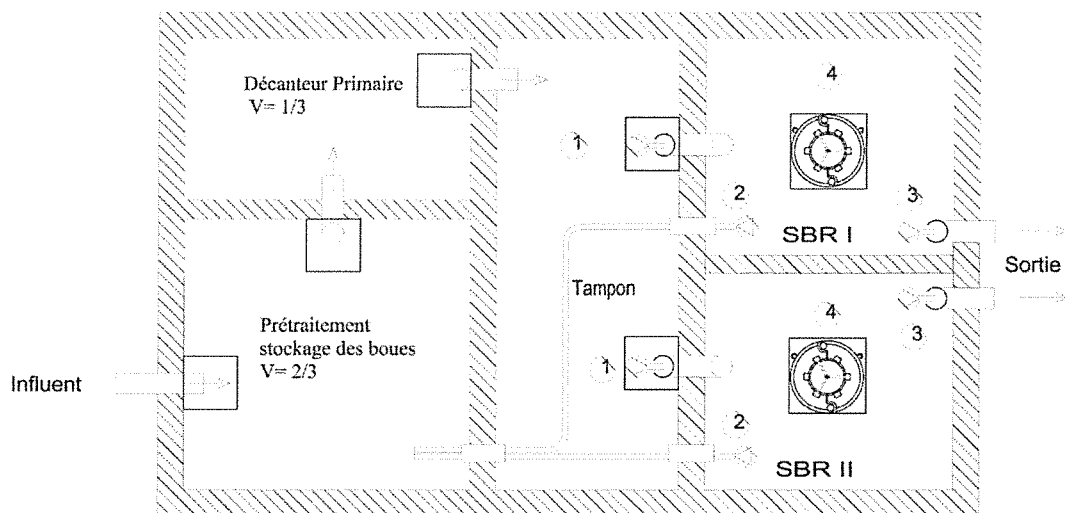 Décanteur Primaire
V= 1/3
4
1
2
3
SBR I
Sortie
Tampon
Prétraitement
stockage des boues
V= 2/3
Influent
4
3
1
2
SBR II